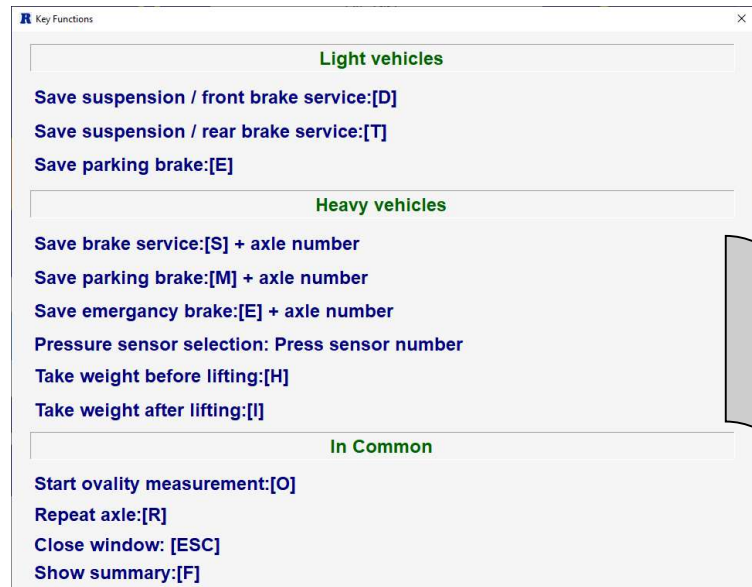 R Key Functions
Light vehicles
Save suspension / front brake service:[D]
Save suspension / rear brake service:[T]
Save parking brake:[E]
Heavy vehicles
Save brake service:[S] + axle number
Save parking brake:[M] + axle number
Save emergancy brake:[E] + axle number
Pressure sensor selection: Press sensor number
Take weight before lifting:[H]
Take weight after lifting:[I]
In Common
Start ovality measurement:[O]
Repeat axle:[R]
Close window: [ESC]
Show summary:[F]